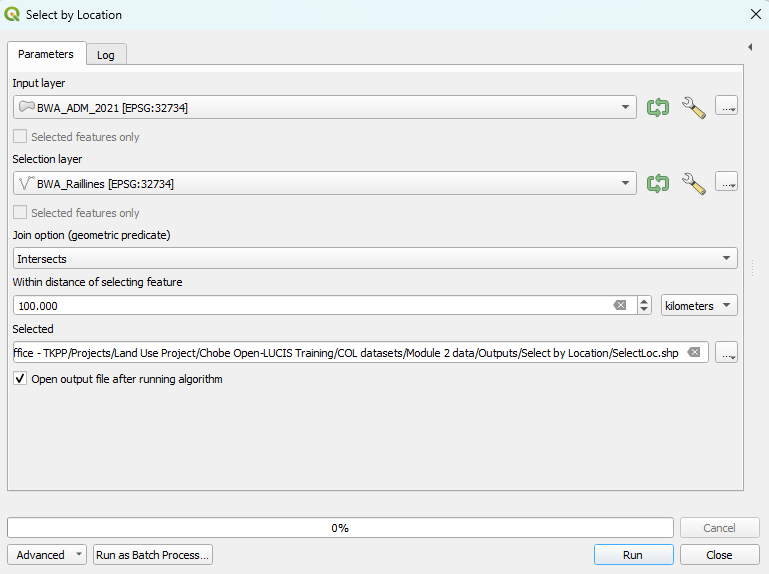 Select by Location
Parameters
Log
Input layer
BWA_ADM_2021 [EPSG:32734]
...
Selected features only
Selection layer
BWA_Raillines [EPSG:32734]
...
Selected features only
Join option (geometric predicate)
Intersects
Within distance of selecting feature
100.000
kilometers
Selected
ffice - TKPP/Projects/Land Use Project/Chobe Open-LUCIS Training/COL datasets/Module 2 data/Outputs/Select by Location/SelectLoc.shp
...
Open output file after running algorithm
0%
Cancel
Advanced
Run as Batch Process...
Run
Close